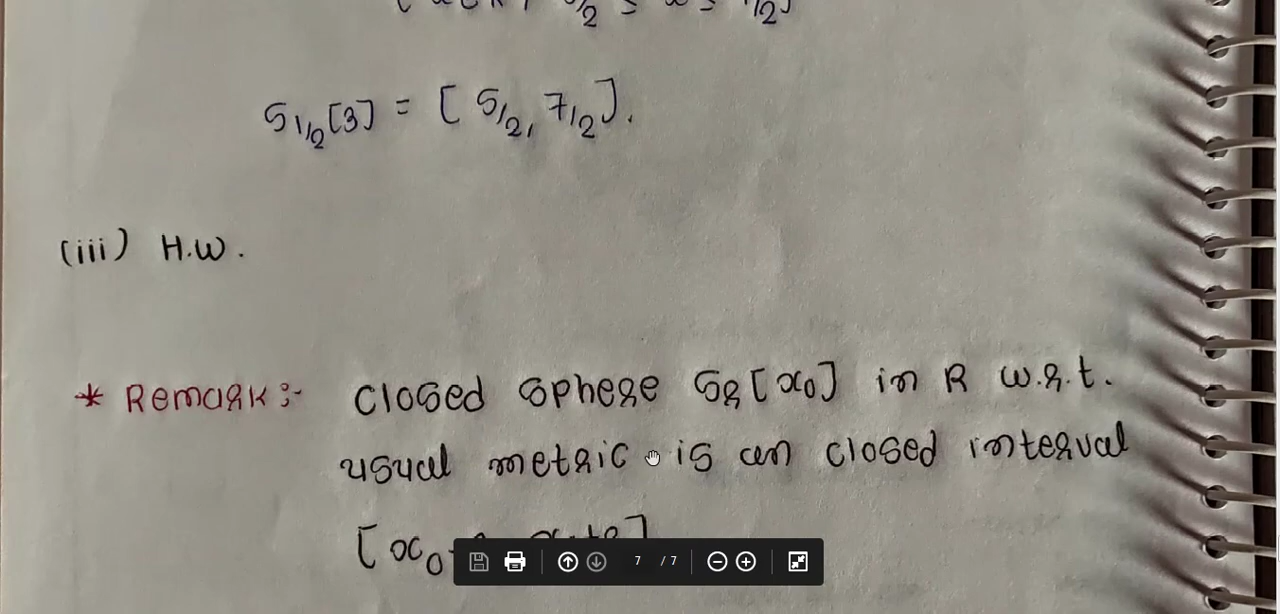 S1/2[3] = [5/2, 7/2].
(iii) H.W.
* Remark :- closed sphere Sr[x0] in R w.r.t.
usual metric is an closed interval
[x0
7 / 7